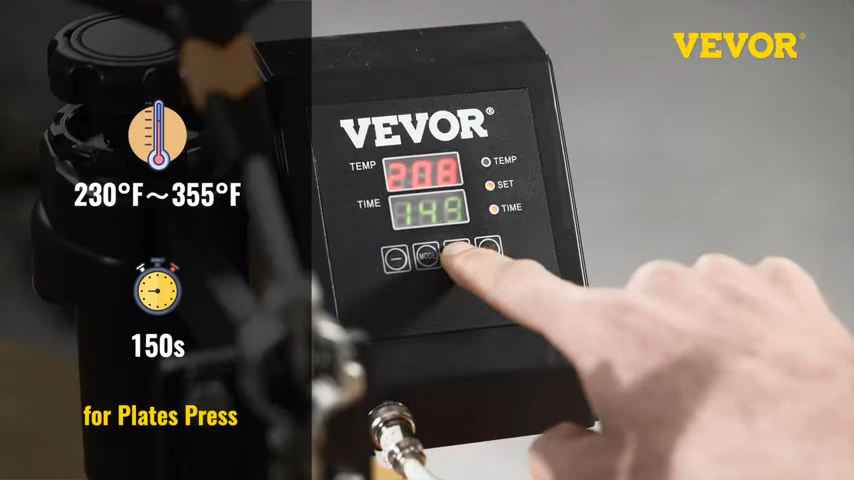 VEVOR®
230°F～355°F
150s
for Plates Press
VEVOR®
TEMP 208
TIME 149
TEMP
SET
TIME
MODE